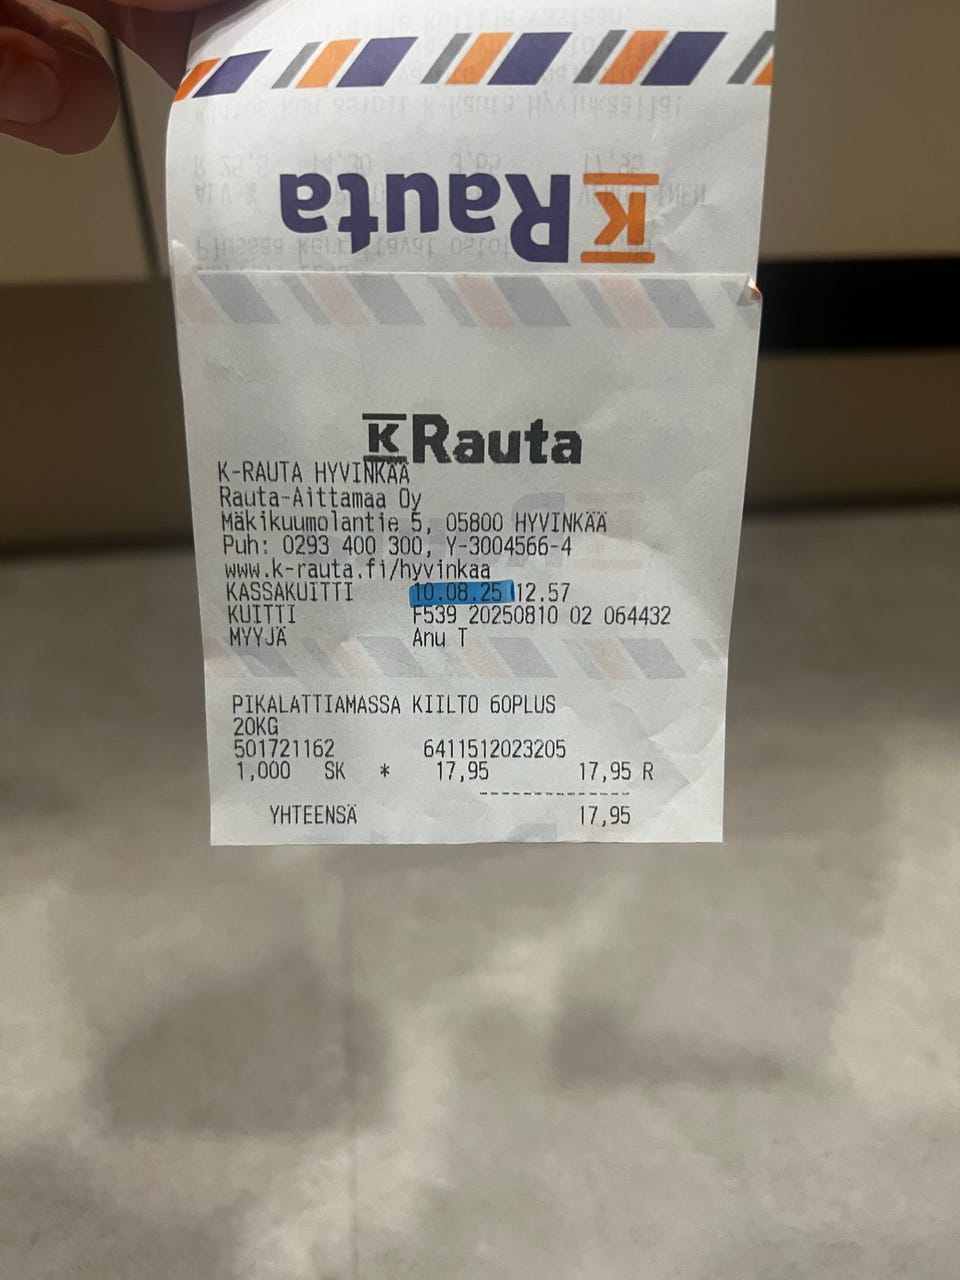 K Rauta
K Rauta
K-RAUTA HYVINKÄÄ
Rauta-Aittamaa Oy
Mäkikuumolantie 5, 05800 HYVINKÄÄ
Puh: 0293 400 300, Y-3004566-4
www.k-rauta.fi/hyvinkaa
KASSAKUITTI 10.08.25 12.57
KUITTI F539 20250810 02 064432
MYYJÄ Anu T
PIKALATTIAMASSA KIILTO 60PLUS
20KG
501721162 6411512023205
1,000 SK * 17,95 17,95 R
YHTEENSÄ 17,95